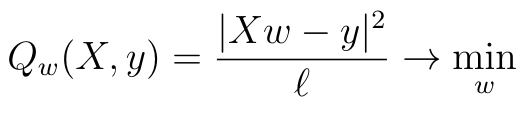 $Q_w(X, y) = \frac{|Xw - y|^2}{\ell} \to \min_w$